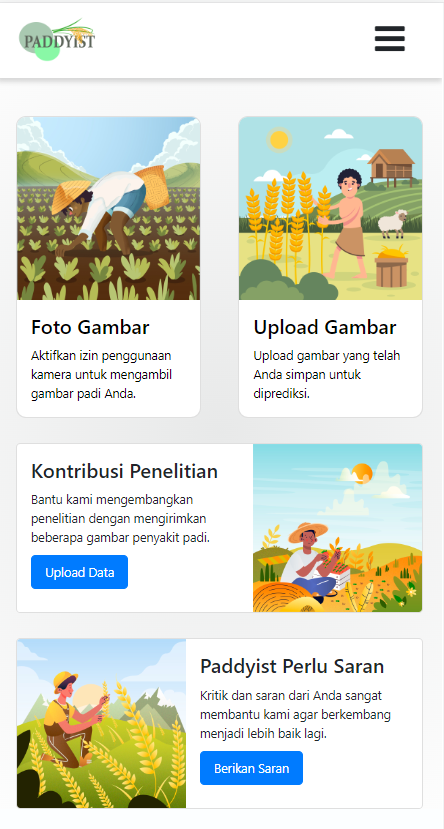 PADDYIST
Foto Gambar
Aktifkan izin penggunaan
kamera untuk mengambil
gambar padi Anda.
Upload Gambar
Upload gambar yang telah
Anda simpan untuk
diprediksi.
Kontribusi Penelitian
Bantu kami mengembangkan
penelitian dengan mengirimkan
beberapa gambar penyakit padi.
Upload Data
Paddyist Perlu Saran
Kritik dan saran dari Anda sangat
membantu kami agar berkembang
menjadi lebih baik lagi.
Berikan Saran